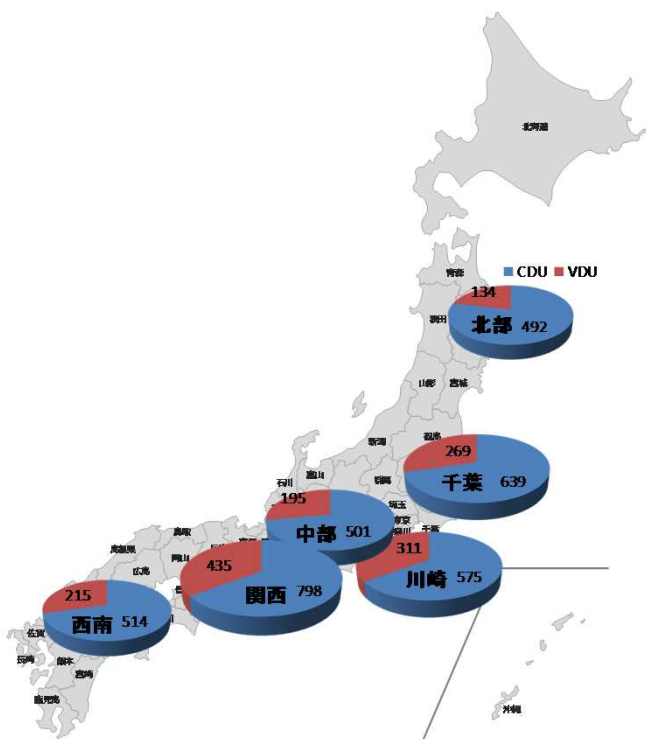 北海道
青森
CDU VDU
134
秋田
北部 492
山形 宮城
新潟 福島
269
千葉 639
石川 富山
195
埼玉
東京
千葉
中部 501
311
川崎 575
鳥取
島根県
岡山
広島
435
関西 798
215
西南 514
佐賀
長崎 熊本
宮崎
鹿児島
沖縄